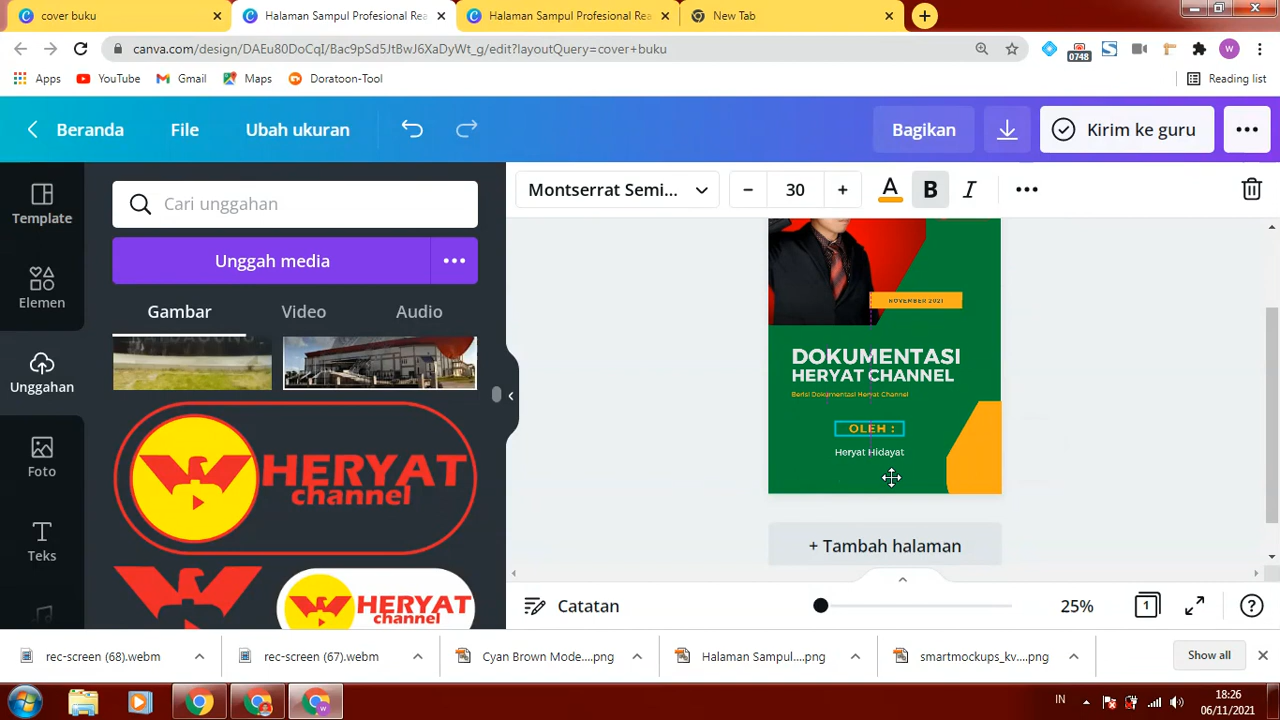 cover buku
Halaman Sampul Profesional Rea
Halaman Sampul Profesional Rea
New Tab
canva.com/design/DAEu80DoCqI/Bac9pSd5JtBvw6XaDyWt_g/edit?layoutQuery=cover+buku
0748
W
Apps
YouTube
Gmail
Maps
Doratoon-Tool
Reading list
Beranda
File
Ubah ukuran
Bagikan
Kirim ke guru
Template
Elemen
Unggahan
Foto
Teks
Cari unggahan
Unggah media
Gambar
Video
Audio
HERYAT
channel
HERYAT
channel
Montserrat Semi...
30
A
B
I
NOVEMBER 2021
DOKUMENTASI
HERYAT CHANNEL
Berisi Dokumentasi Heryat Channel
OLEH :
Heryat Hidayat
+ Tambah halaman
Catatan
25%
1
rec-screen (68).webm
rec-screen (67).webm
Cyan Brown Mode....png
Halaman Sampul....png
smartmockups_kv....png
Show all
IN
18:26
06/11/2021